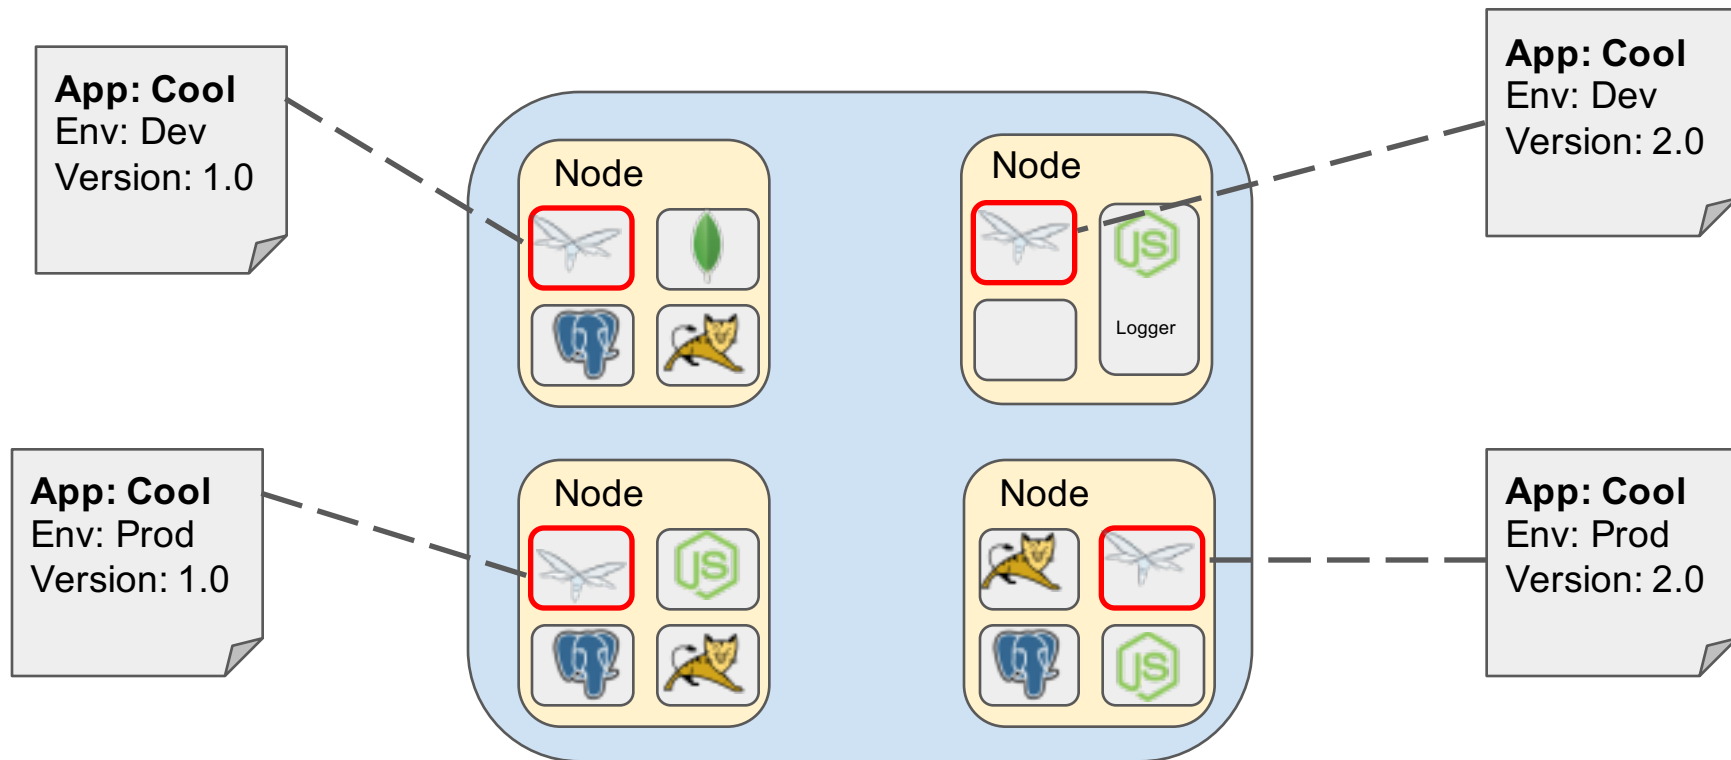 App: Cool
Env: Dev
Version: 1.0
App: Cool
Env: Dev
Version: 2.0
Node
JS
Node
JS
Logger
App: Cool
Env: Prod
Version: 1.0
Node
JS
Node
JS
App: Cool
Env: Prod
Version: 2.0